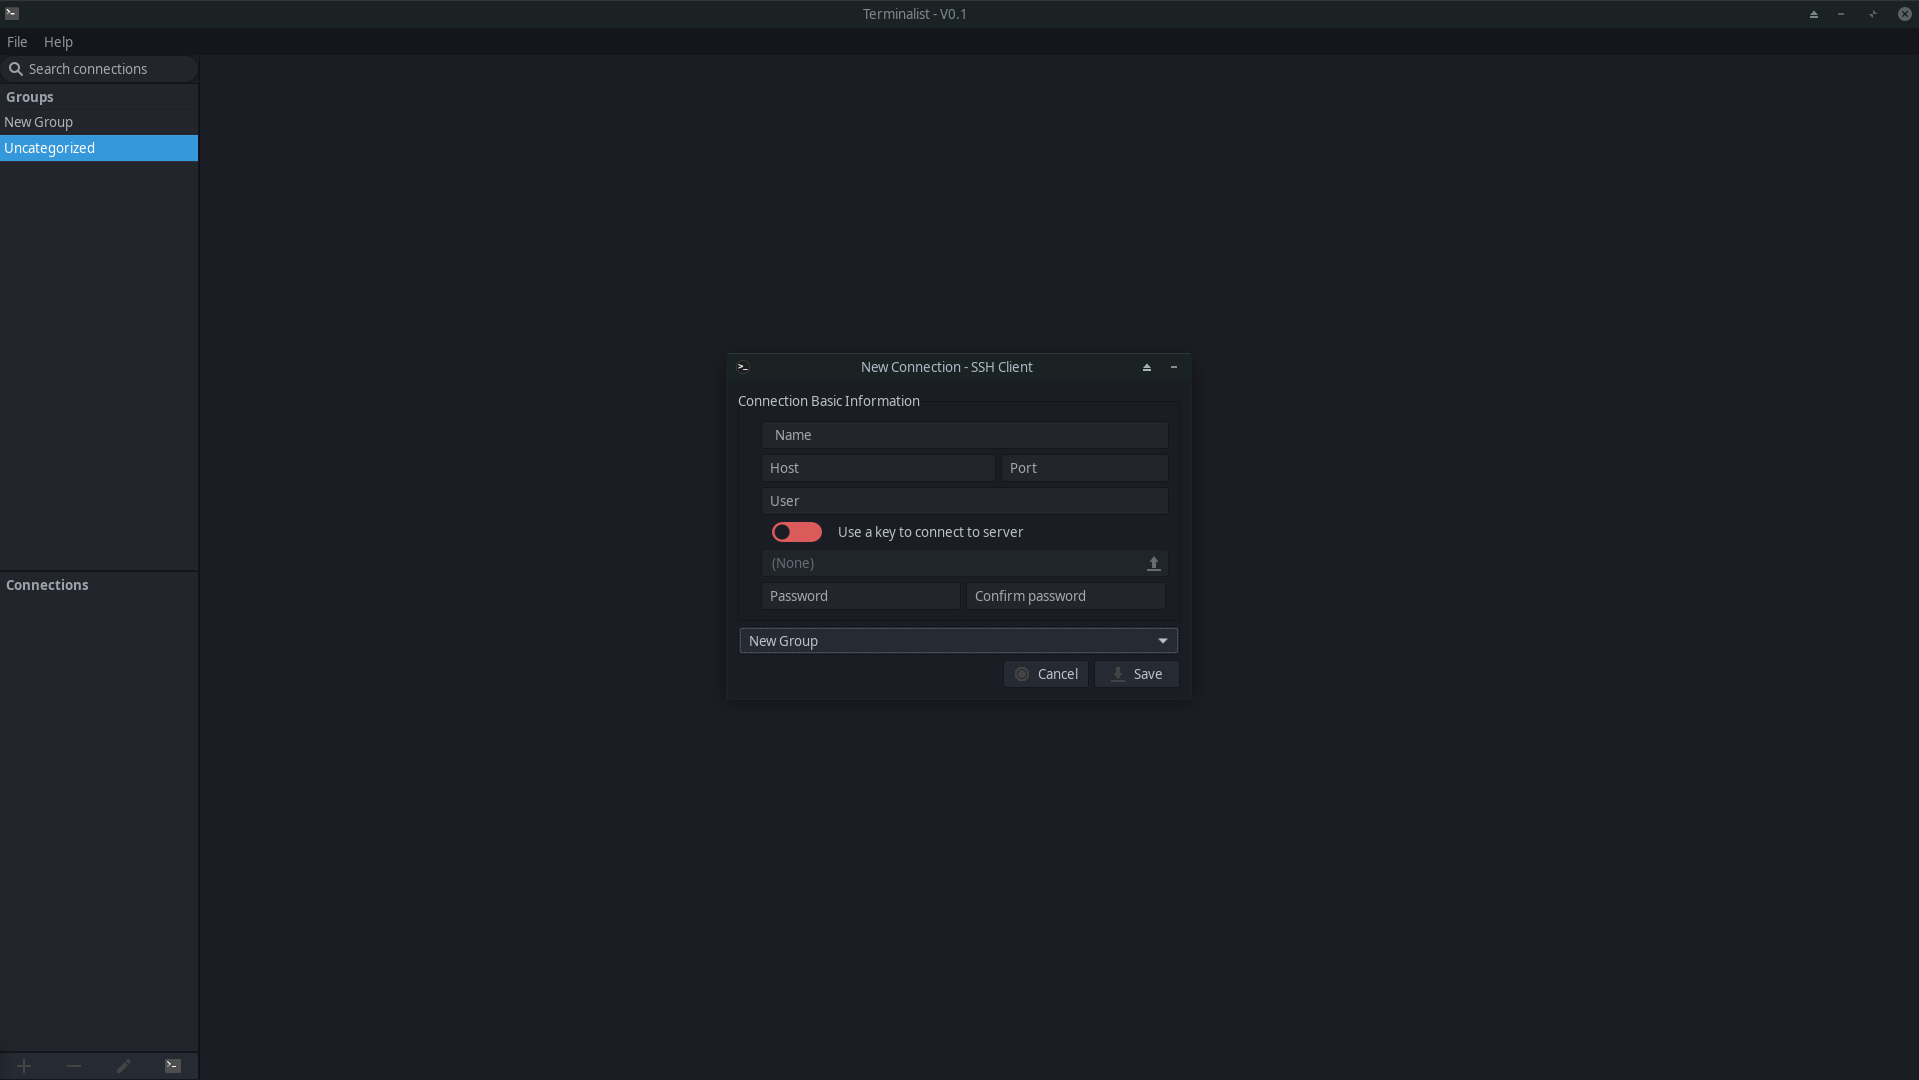 Terminalist - V0.1
File Help
Search connections
Groups
New Group
Uncategorized
Connections
New Connection - SSH Client
Connection Basic Information
Name
Host Port
User
Use a key to connect to server
(None)
Password Confirm password
New Group
Cancel Save